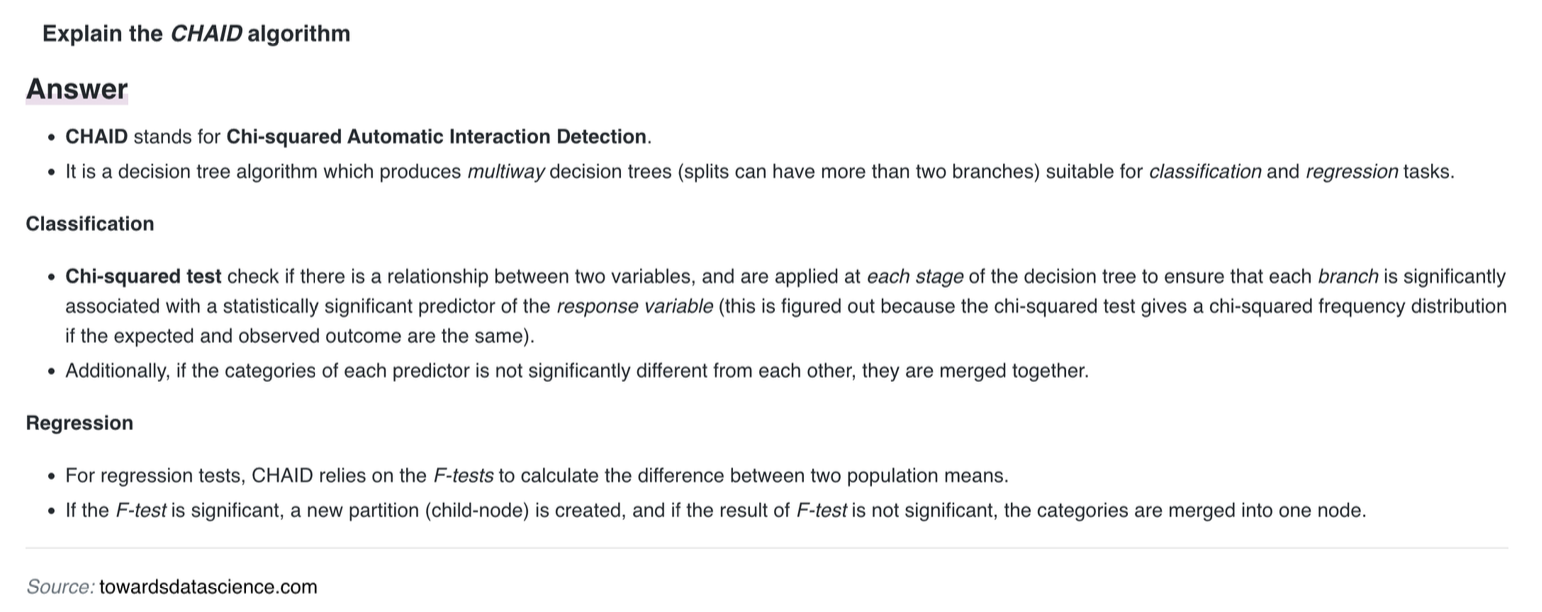 Explain the CHAID algorithm
Answer
• CHAID stands for Chi-squared Automatic Interaction Detection.
• It is a decision tree algorithm which produces multiway decision trees (splits can have more than two branches) suitable for classification and regression tasks.
Classification
• Chi-squared test check if there is a relationship between two variables, and are applied at each stage of the decision tree to ensure that each branch is significantly
associated with a statistically significant predictor of the response variable (this is figured out because the chi-squared test gives a chi-squared frequency distribution
if the expected and observed outcome are the same).
• Additionally, if the categories of each predictor is not significantly different from each other, they are merged together.
Regression
• For regression tests, CHAID relies on the F-tests to calculate the difference between two population means.
• If the F-test is significant, a new partition (child-node) is created, and if the result of F-test is not significant, the categories are merged into one node.
Source: towardsdatascience.com